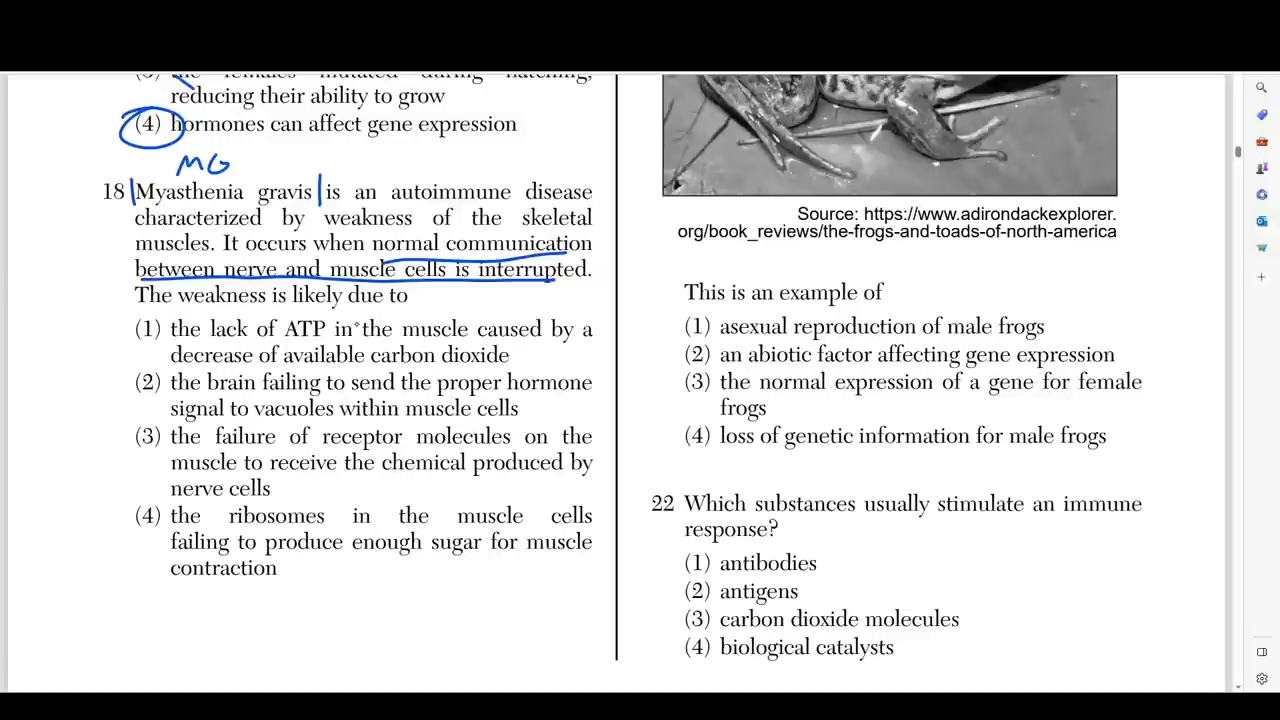 (3) the females mutated during hatching,
reducing their ability to grow
(4) hormones can affect gene expression
MG
18 Myasthenia gravis is an autoimmune disease
characterized by weakness of the skeletal
muscles. It occurs when normal communication
between nerve and muscle cells is interrupted.
The weakness is likely due to
(1) the lack of ATP in the muscle caused by a
decrease of available carbon dioxide
(2) the brain failing to send the proper hormone
signal to vacuoles within muscle cells
(3) the failure of receptor molecules on the
muscle to receive the chemical produced by
nerve cells
(4) the ribosomes in the muscle cells
failing to produce enough sugar for muscle
contraction
Source: https://www.adirondackexplorer.
org/book_reviews/the-frogs-and-toads-of-north-america
This is an example of
(1) asexual reproduction of male frogs
(2) an abiotic factor affecting gene expression
(3) the normal expression of a gene for female
frogs
(4) loss of genetic information for male frogs
22 Which substances usually stimulate an immune
response?
(1) antibodies
(2) antigens
(3) carbon dioxide molecules
(4) biological catalysts